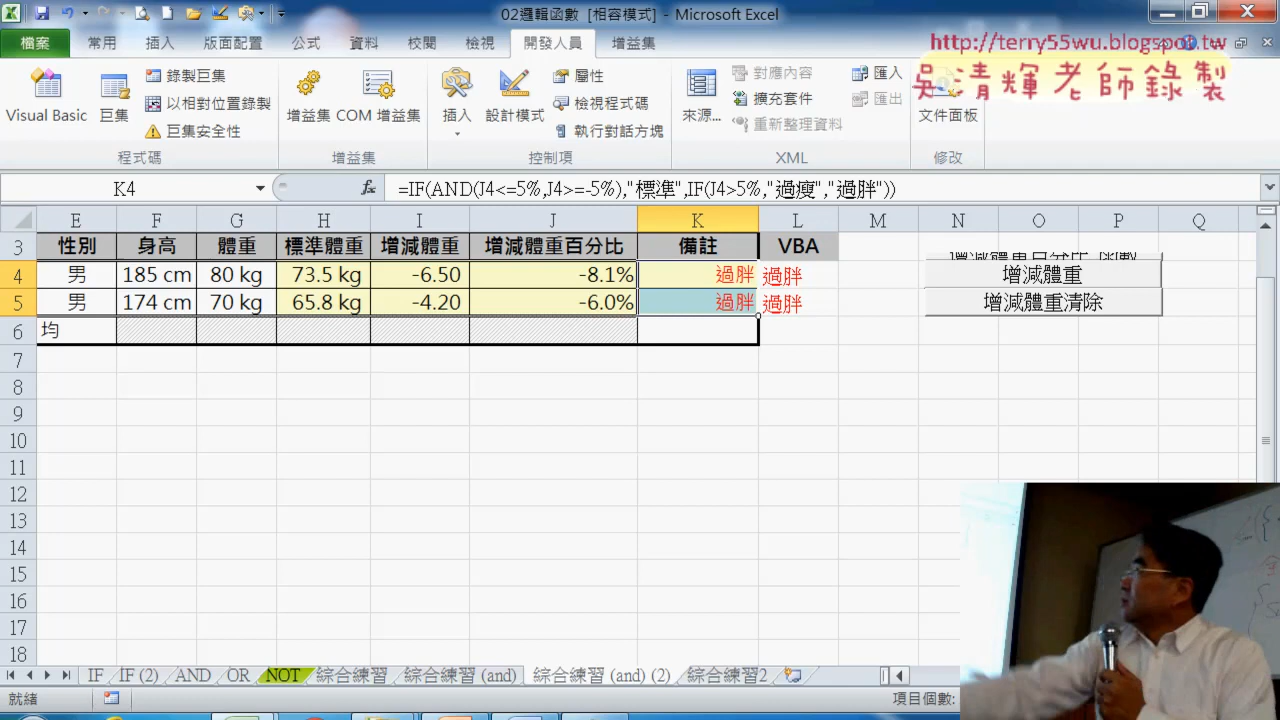 02邏輯函數 [相容模式] - Microsoft Excel
檔案 常用 插入 版面配置 公式 資料 校閱 檢視 開發人員 增益集
http://terry55wu.blogspot.tw
吳清輝老師錄製
Visual Basic 巨集 錄製巨集 以相對位置錄製 巨集安全性
增益集 COM 增益集
插入 設計模式 屬性 檢視程式碼 執行對話方塊
來源... 對應內容 擴充套件 重新整理資料 匯入 匯出
文件面板
程式碼 增益集 控制項 XML 修改
K4 fx =IF(AND(J4<=5%,J4>=-5%),"標準",IF(J4>5%,"過瘦","過胖"))
E F G H I J K L M N O P Q
3 性別 身高 體重 標準體重 增減體重 增減體重百分比 備註 VBA
4 男 185 cm 80 kg 73.5 kg -6.50 -8.1% 過胖 過胖 增減體重
5 男 174 cm 70 kg 65.8 kg -4.20 -6.0% 過胖 過胖 增減體重清除
6 均
7
8
9
10
11
12
13
14
15
16
17
18
IF IF (2) AND OR NOT 綜合練習 綜合練習 (and) 綜合練習 (and) (2) 綜合練習2
就緒 項目個數: